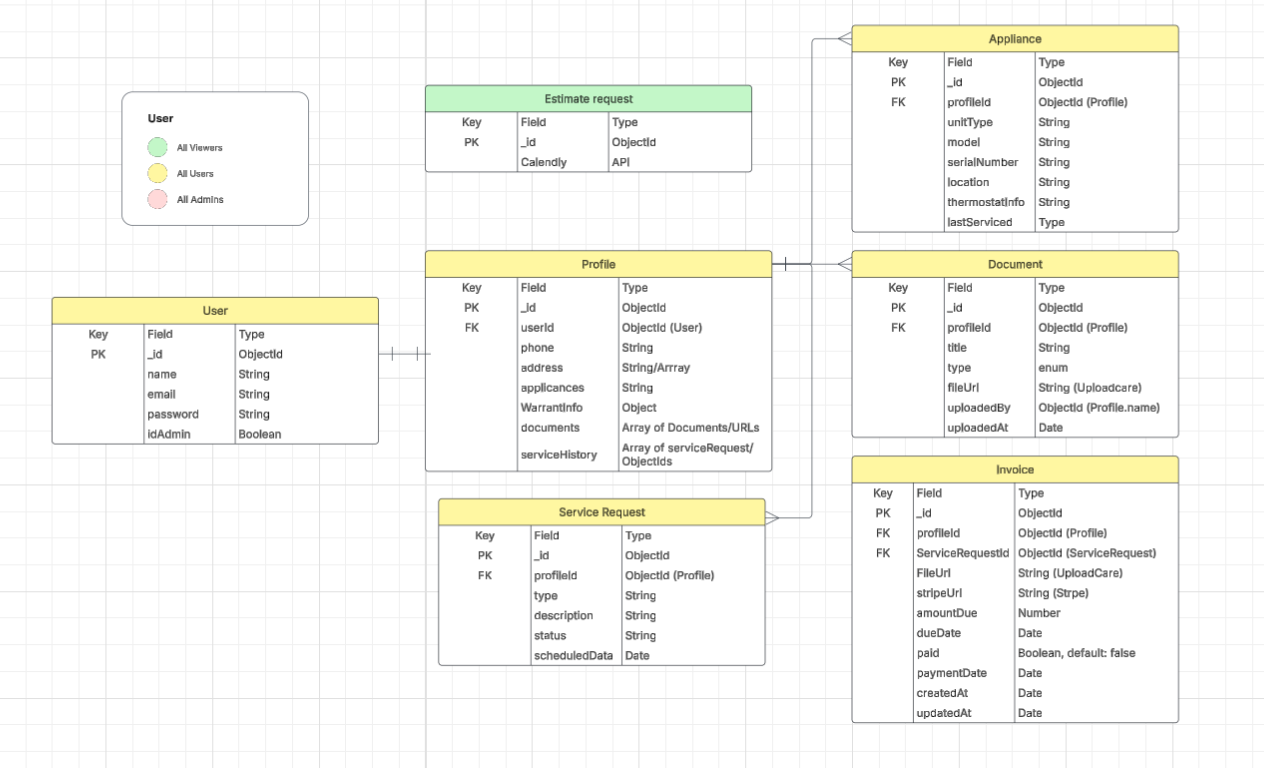 User
All Viewers
All Users
All Admins
Estimate request
Key Field Type
PK _id ObjectId
Calendly API
User
Key Field Type
PK _id ObjectId
name String
email String
password String
idAdmin Boolean
Profile
Key Field Type
PK _id ObjectId
FK userId ObjectId (User)
phone String
address String/Arrray
applicances String
WarrantInfo Object
documents Array of Documents/URLs
serviceHistory Array of serviceRequest/
ObjectIds
Service Request
Key Field Type
PK _id ObjectId
FK profileId ObjectId (Profile)
type String
description String
status String
scheduledData Date
Appliance
Key Field Type
PK _id ObjectId
FK profileId ObjectId (Profile)
unitType String
model String
serialNumber String
location String
thermostatInfo String
lastServiced Type
Document
Key Field Type
PK _id ObjectId
FK profileId ObjectId (Profile)
title String
type enum
fileUrl String (Uploadcare)
uploadedBy ObjectId (Profile.name)
uploadedAt Date
Invoice
Key Field Type
PK _id ObjectId
FK profileId ObjectId (Profile)
FK ServiceRequestId ObjectId (ServiceRequest)
FileUrl String (UploadCare)
stripeUrl String (Strpe)
amountDue Number
dueDate Date
paid Boolean, default: false
paymentDate Date
createdAt Date
updatedAt Date